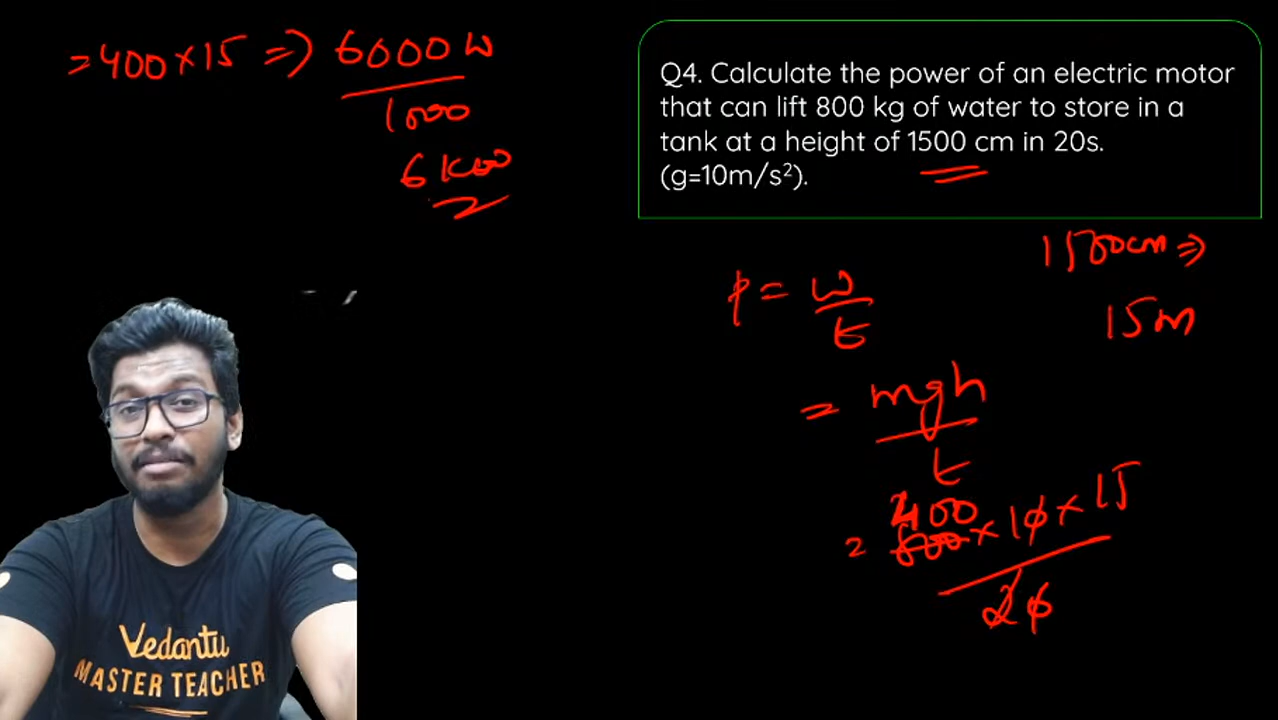 = 400 × 15 ⇒ 6000 W
1000
6 KW
Q4. Calculate the power of an electric motor
that can lift 800 kg of water to store in a
tank at a height of 1500 cm in 20s.
(g=10m/s²).
1500cm ⇒
15m
P = W
t
= mgh
t
400
= 800 × 10 × 15
20
Vedantu
MASTER TEACHER